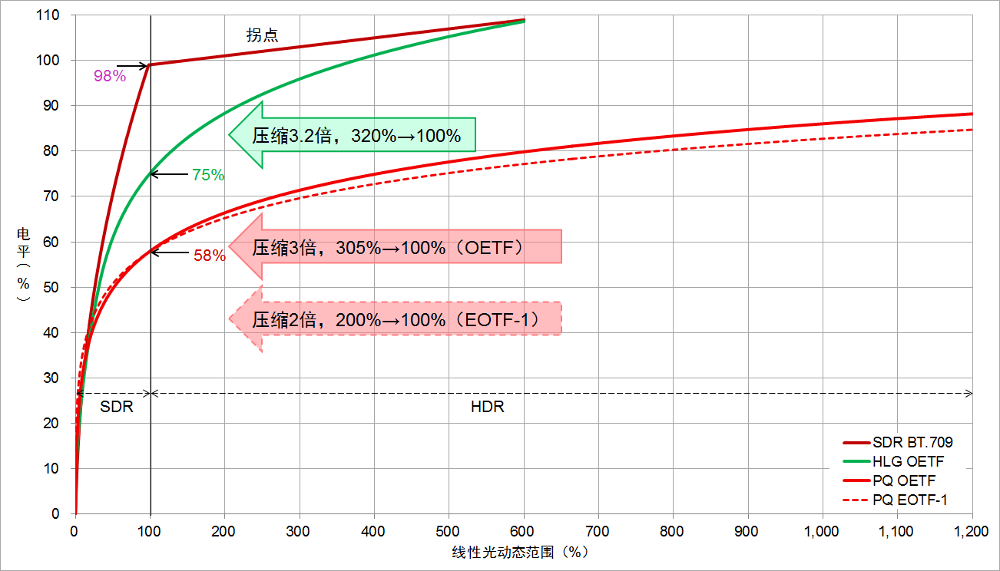 110
100
90
80
70
60
50
40
30
20
10
0
电平（%）
拐点
98%
压缩3.2倍，320%→100%
75%
压缩3倍，305%→100%（OETF）
58%
压缩2倍，200%→100%（EOTF-1）
SDR
HDR
SDR BT.709
HLG OETF
PQ OETF
PQ EOTF-1
0 100 200 300 400 500 600 700 800 900 1,000 1,100 1,200
线性光动态范围（%）